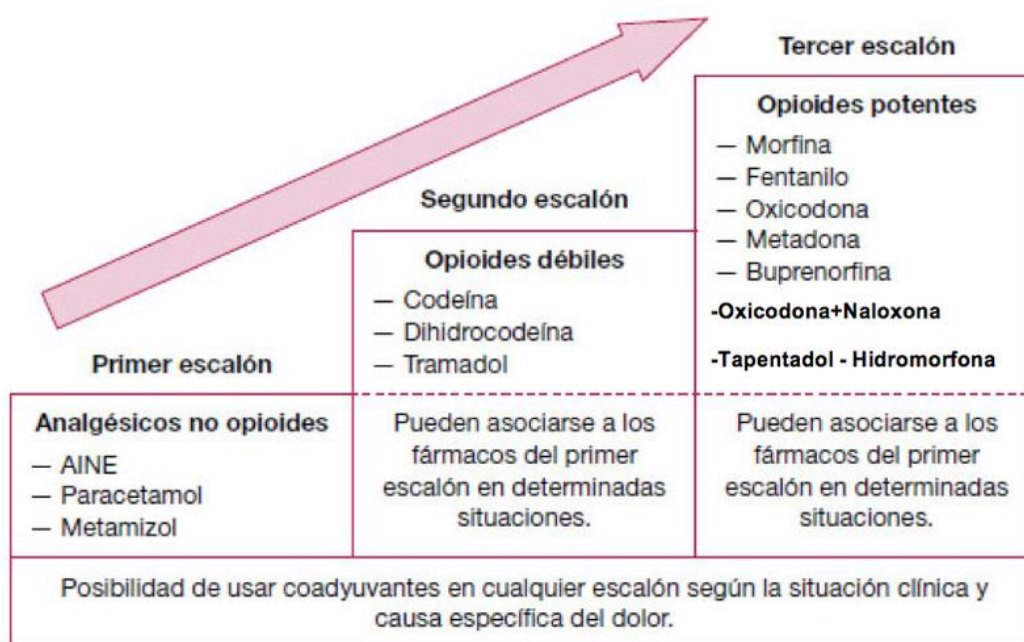 Primer escalón
Analgésicos no opioides
— AINE
— Paracetamol
— Metamizol
Segundo escalón
Opioides débiles
— Codeína
— Dihidrocodeína
— Tramadol
Pueden asociarse a los
fármacos del primer
escalón en determinadas
situaciones.
Tercer escalón
Opioides potentes
— Morfina
— Fentanilo
— Oxicodona
— Metadona
— Buprenorfina
-Oxicodona+Naloxona
-Tapentadol - Hidromorfona
Pueden asociarse a los
fármacos del primer
escalón en determinadas
situaciones.
Posibilidad de usar coadyuvantes en cualquier escalón según la situación clínica y
causa específica del dolor.